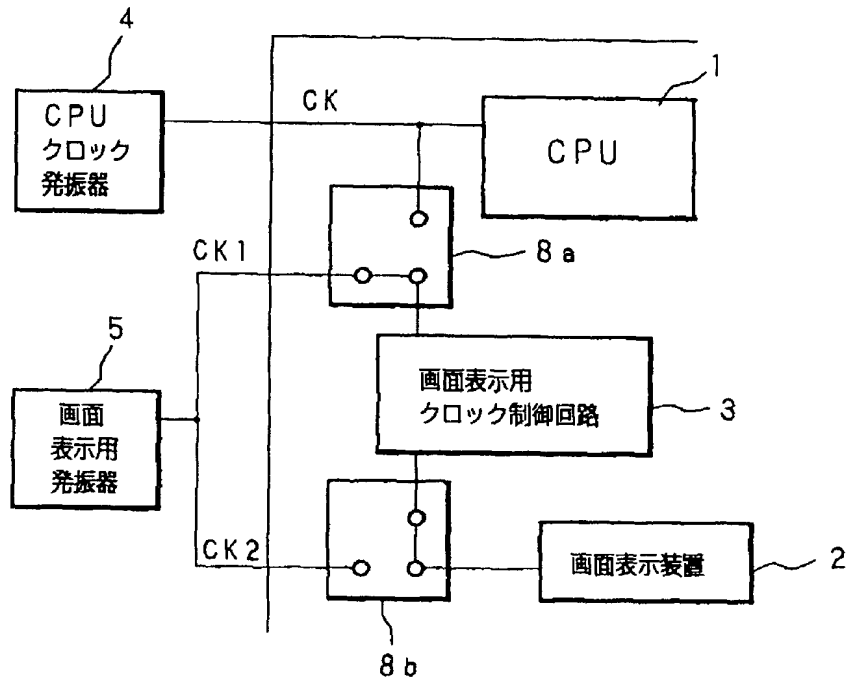 4
1
CPU
クロック
発振器
CK
CPU
CK1
8a
5
画面
表示用
発振器
画面表示用
クロック制御回路
3
CK2
画面表示装置
2
8b